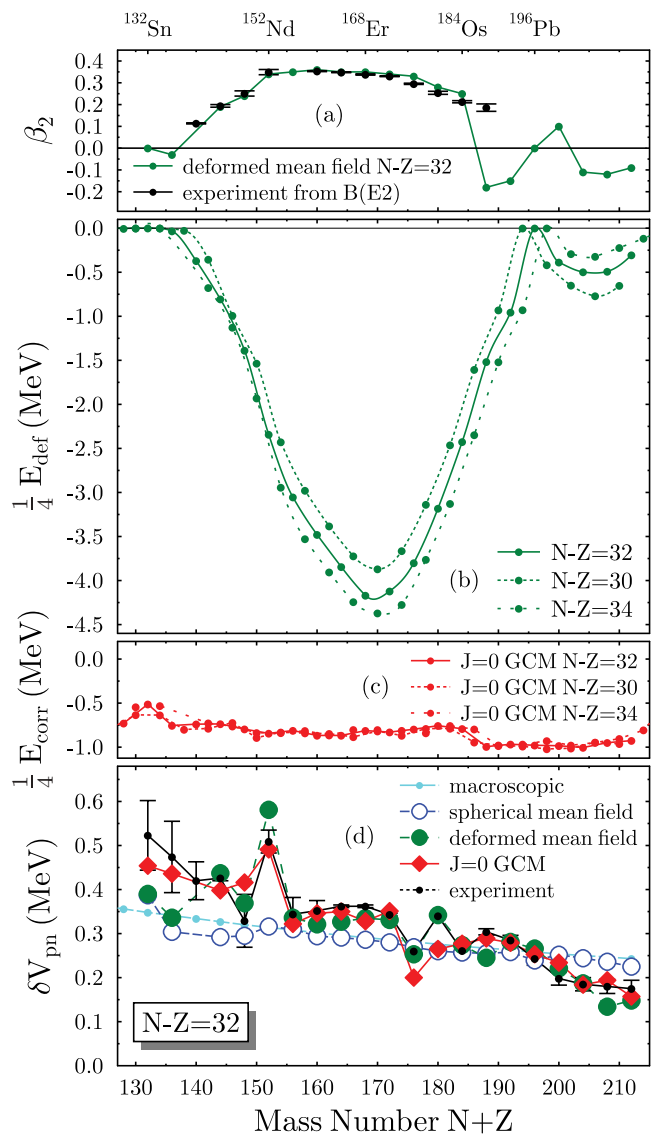 ¹³²Sn ¹⁵²Nd ¹⁶⁸Er ¹⁸⁴Os ¹⁹⁶Pb
0.4
0.3
0.2
0.1
0.0
-0.1
-0.2
β₂
(a)
deformed mean field N-Z=32
experiment from B(E2)
0.0
-0.5
-1.0
-1.5
-2.0
-2.5
-3.0
-3.5
-4.0
-4.5
¼ E_def (MeV)
N-Z=32
(b) N-Z=30
N-Z=34
0.0
-0.5
-1.0
¼ E_corr (MeV)
(c)
J=0 GCM N-Z=32
J=0 GCM N-Z=30
J=0 GCM N-Z=34
0.6
0.5
0.4
0.3
0.2
0.1
0.0
δV_pn (MeV)
(d)
macroscopic
spherical mean field
deformed mean field
J=0 GCM
experiment
N-Z=32
130 140 150 160 170 180 190 200 210
Mass Number N+Z